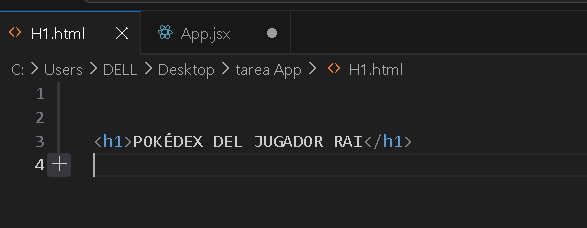 H1.html App.jsx
C: > Users > DELL > Desktop > tarea App > H1.html
1
2
3 <h1>POKÉDEX DEL JUGADOR RAI</h1>
4